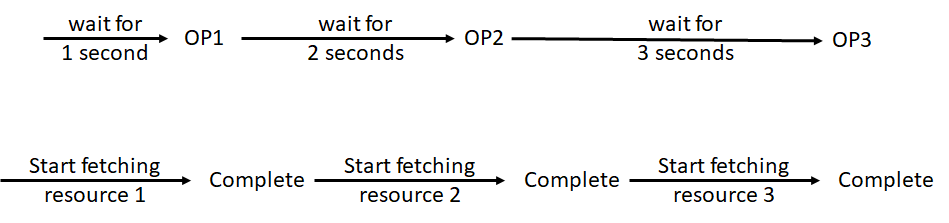 wait for
1 second
OP1
wait for
2 seconds
OP2
wait for
3 seconds
OP3
Start fetching
resource 1
Complete
Start fetching
resource 2
Complete
Start fetching
resource 3
Complete